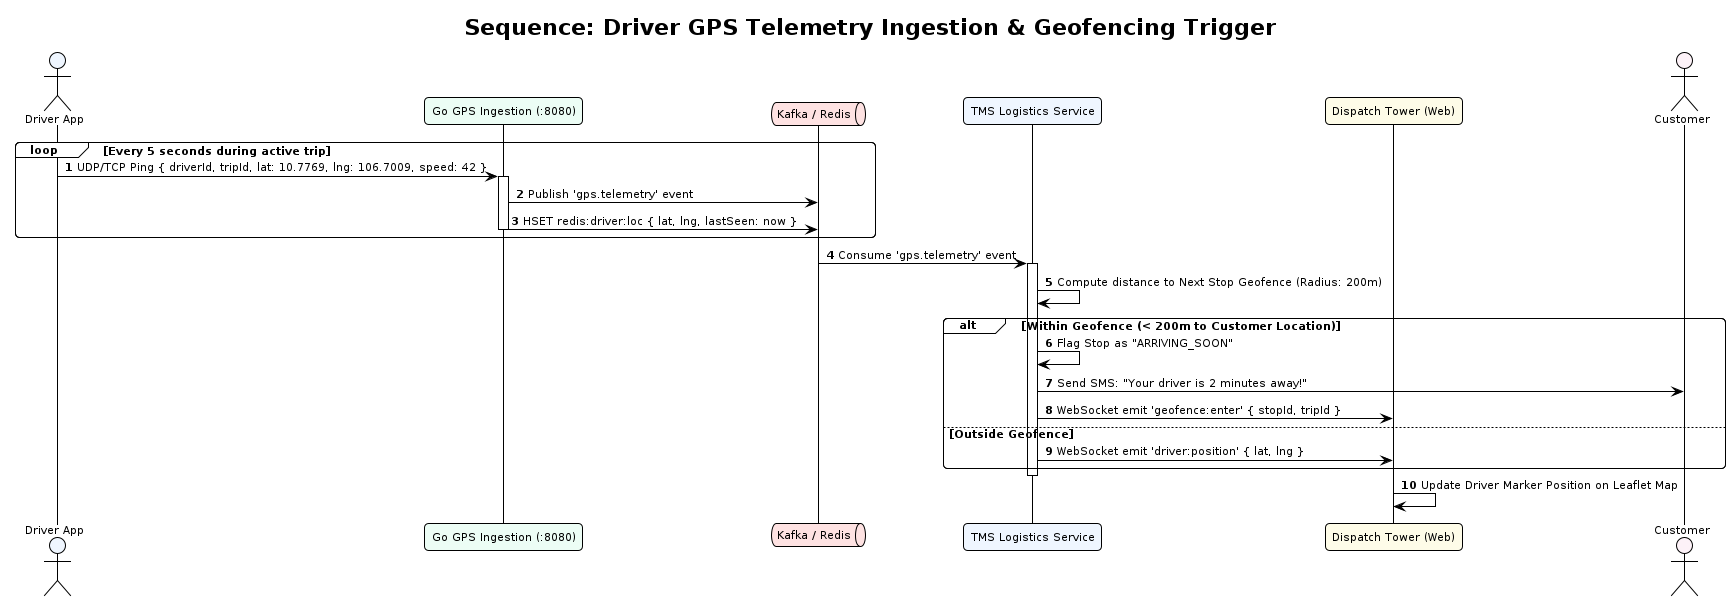 Sequence: Driver GPS Telemetry Ingestion & Geofencing Trigger
Driver App
Go GPS Ingestion (:8080)
Kafka / Redis
TMS Logistics Service
Dispatch Tower (Web)
Customer
loop [Every 5 seconds during active trip]
1 UDP/TCP Ping { driverId, tripId, lat: 10.7769, lng: 106.7009, speed: 42 }
2 Publish 'gps.telemetry' event
3 HSET redis:driver:loc { lat, lng, lastSeen: now }
4 Consume 'gps.telemetry' event
5 Compute distance to Next Stop Geofence (Radius: 200m)
alt [Within Geofence (< 200m to Customer Location)]
6 Flag Stop as "ARRIVING_SOON"
7 Send SMS: "Your driver is 2 minutes away!"
8 WebSocket emit 'geofence:enter' { stopId, tripId }
[Outside Geofence]
9 WebSocket emit 'driver:position' { lat, lng }
10 Update Driver Marker Position on Leaflet Map
Driver App
Go GPS Ingestion (:8080)
Kafka / Redis
TMS Logistics Service
Dispatch Tower (Web)
Customer